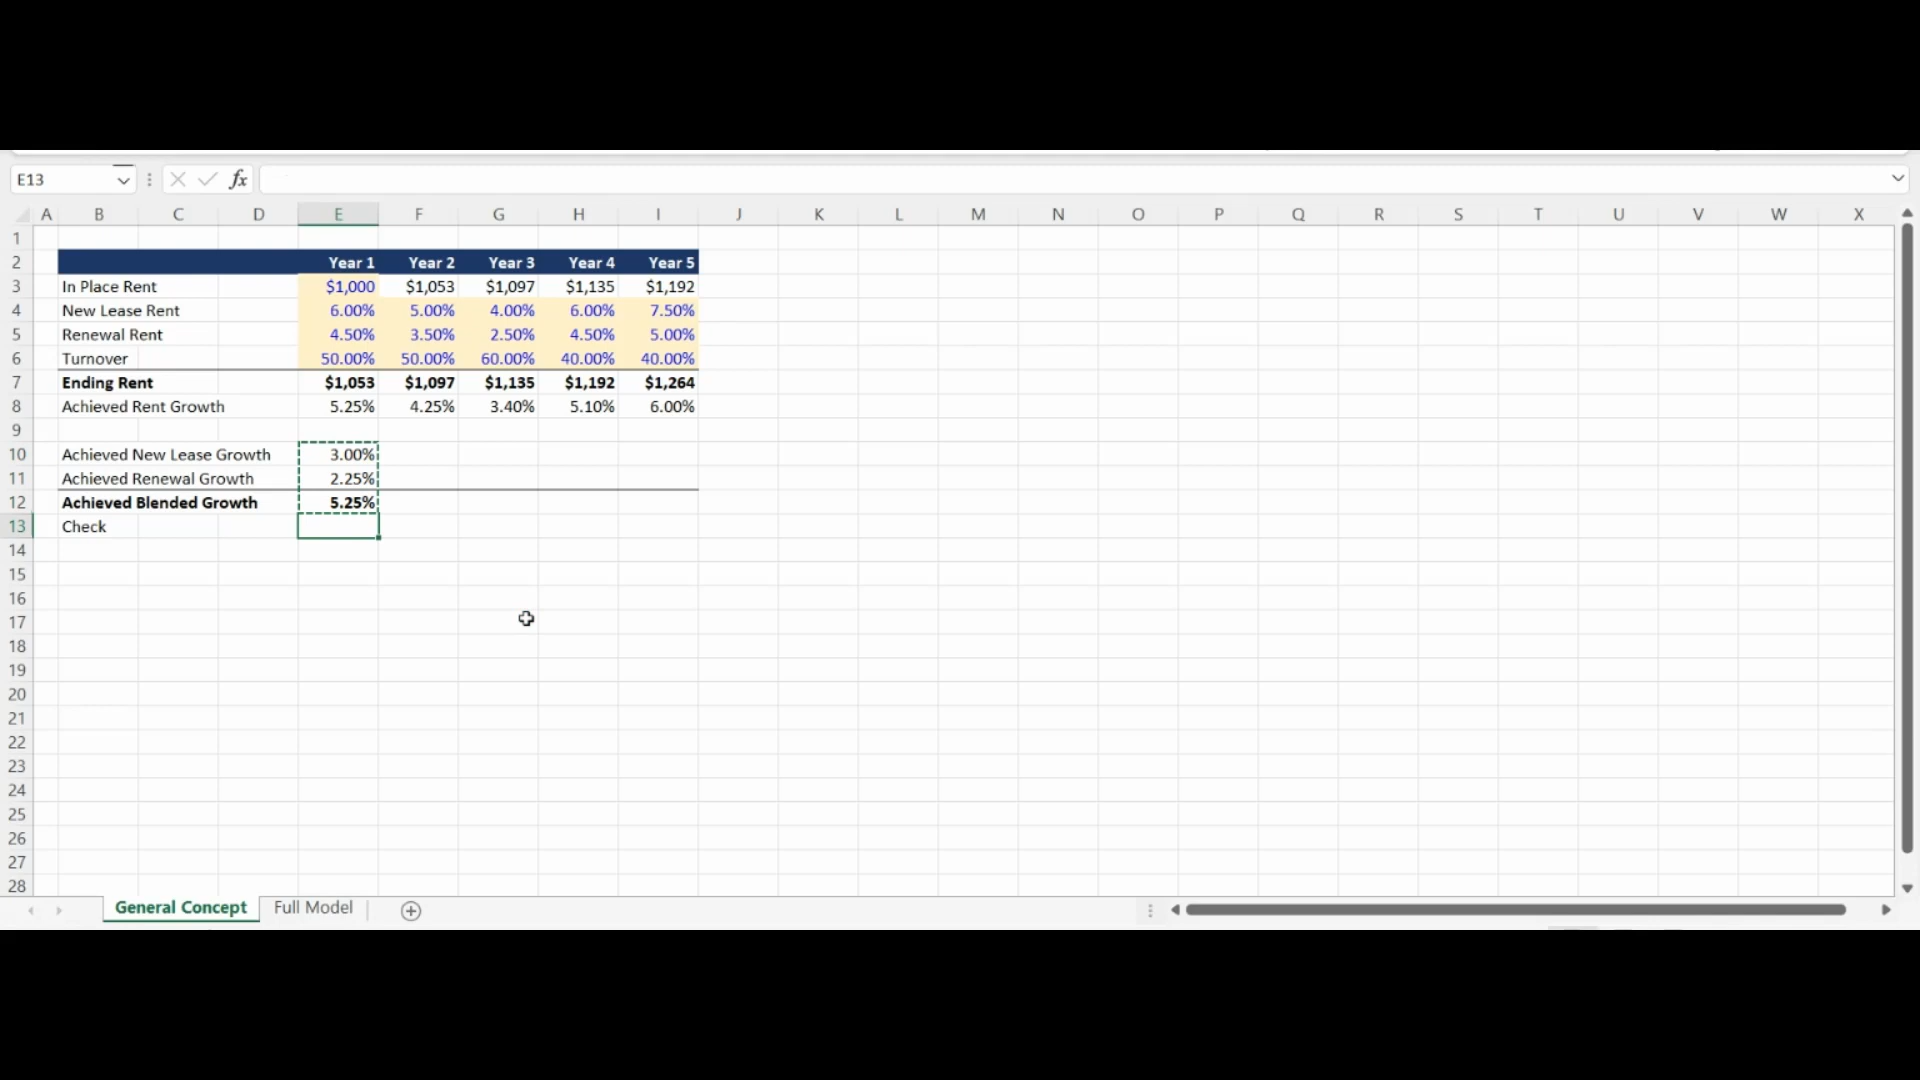 E13 fx
A B C D E F G H I J K L M N O P Q R S T U V W X
1
2 Year 1 Year 2 Year 3 Year 4 Year 5
3 In Place Rent $1,000 $1,053 $1,097 $1,135 $1,192
4 New Lease Rent 6.00% 5.00% 4.00% 6.00% 7.50%
5 Renewal Rent 4.50% 3.50% 2.50% 4.50% 5.00%
6 Turnover 50.00% 50.00% 60.00% 40.00% 40.00%
7 Ending Rent $1,053 $1,097 $1,135 $1,192 $1,264
8 Achieved Rent Growth 5.25% 4.25% 3.40% 5.10% 6.00%
9
10 Achieved New Lease Growth 3.00%
11 Achieved Renewal Growth 2.25%
12 Achieved Blended Growth 5.25%
13 Check
14
15
16
17
18
19
20
21
22
23
24
25
26
27
28
General Concept Full Model